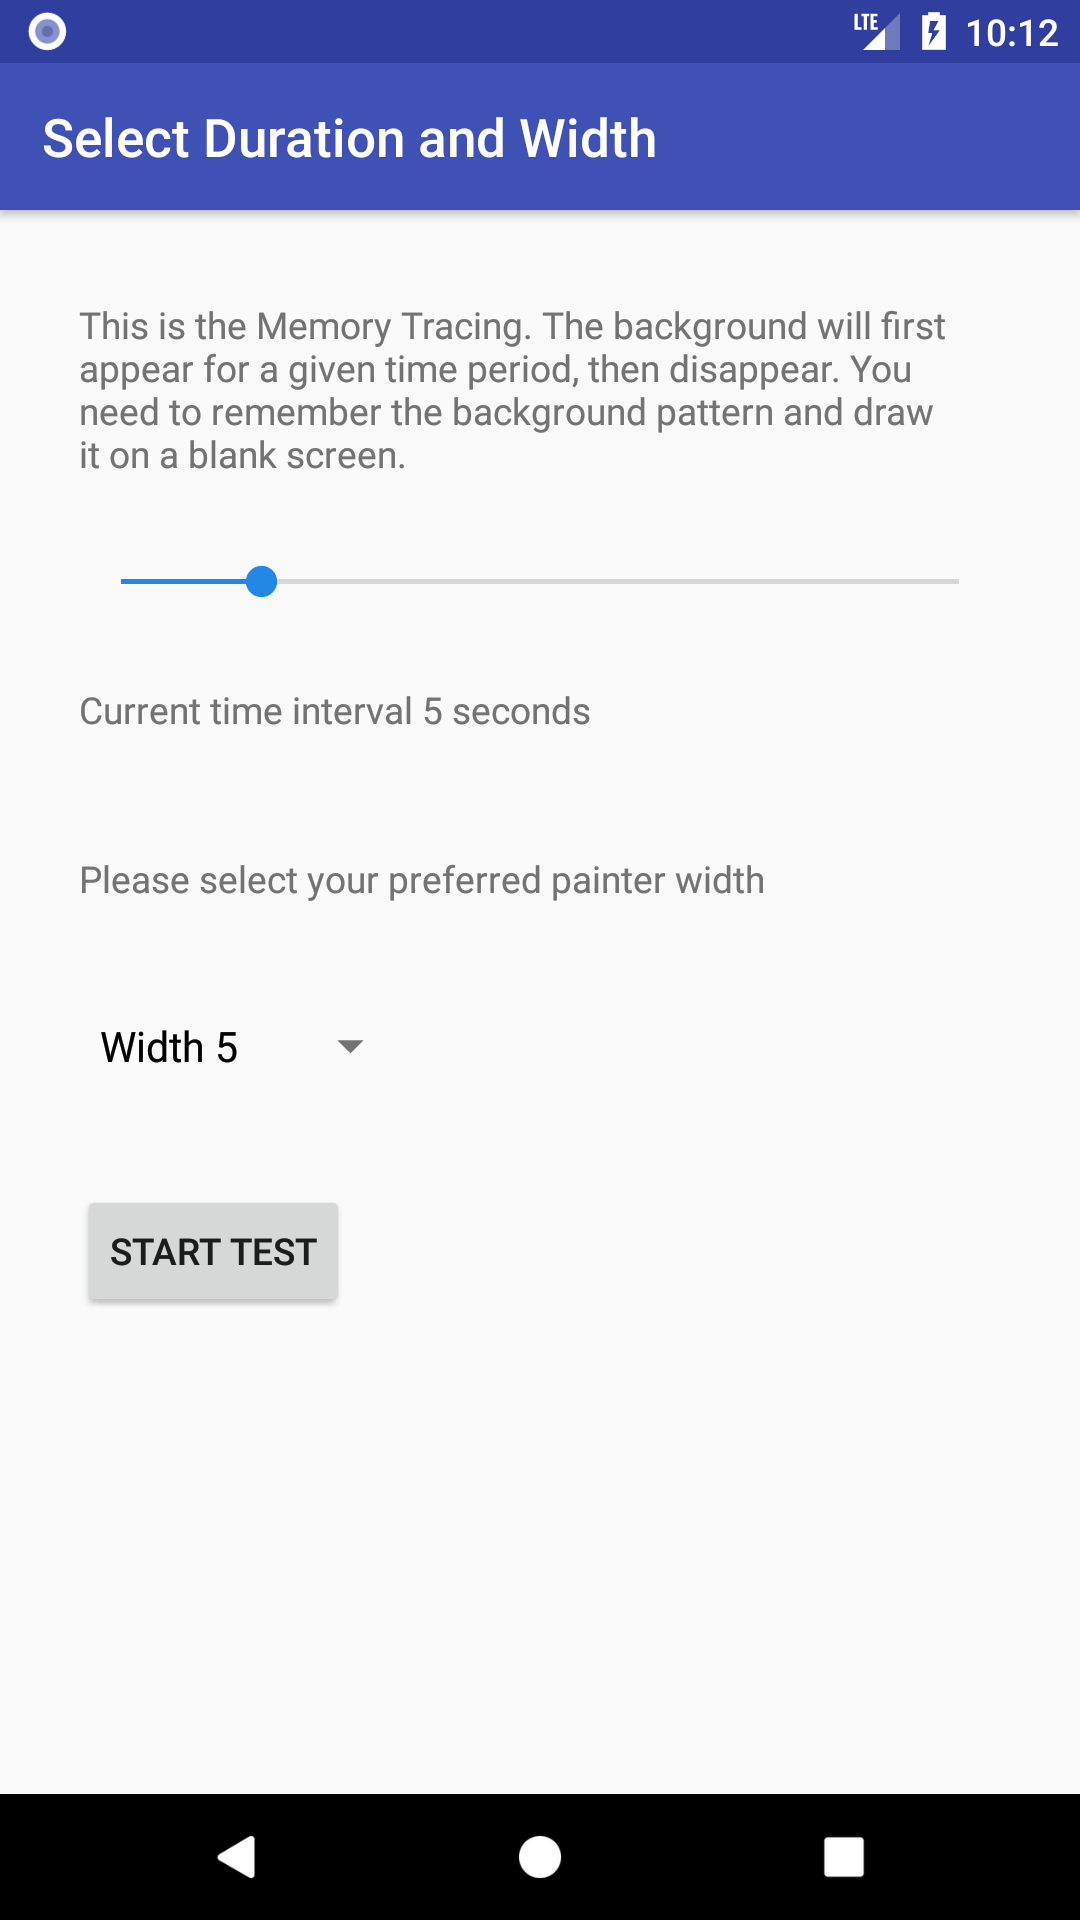 LTE 10:12
Select Duration and Width
This is the Memory Tracing. The background will first
appear for a given time period, then disappear. You
need to remember the background pattern and draw
it on a blank screen.
Current time interval 5 seconds
Please select your preferred painter width
Width 5
START TEST